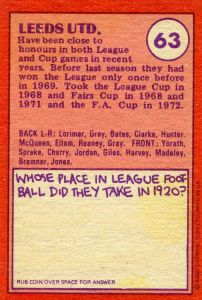 LEEDS UTD.
63
Have been close to
honours in both League
and Cup games in recent
years. Before last season they had
won the League only once before
in 1969. Took the League Cup in
1968 and Fairs Cup in 1968 and
1971 and the F.A. Cup in 1972.
BACK L-R: Lorimer, Gray, Bates, Clarke, Hunter,
McQueen, Ellam, Reaney, Gray. FRONT: Yorath,
Sprake, Cherry, Jordan, Giles, Harvey, Madeley,
Bremner, Jones.
WHOSE PLACE IN LEAGUE FOOT
BALL DID THEY TAKE IN 1920?
RUB COIN OVER SPACE FOR ANSWER